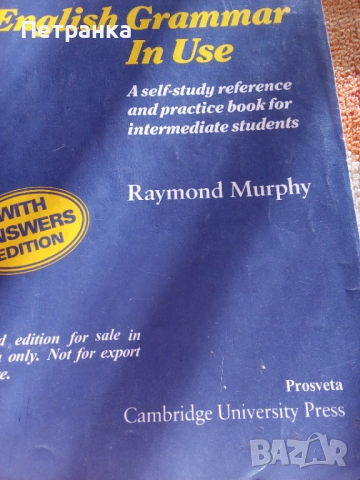 Петранка
English Grammar
In Use
A self-study reference
and practice book for
intermediate students
Raymond Murphy
WITH
ANSWERS
EDITION
edition for sale in
only. Not for export
Prosveta
Cambridge University Press
BAZAR